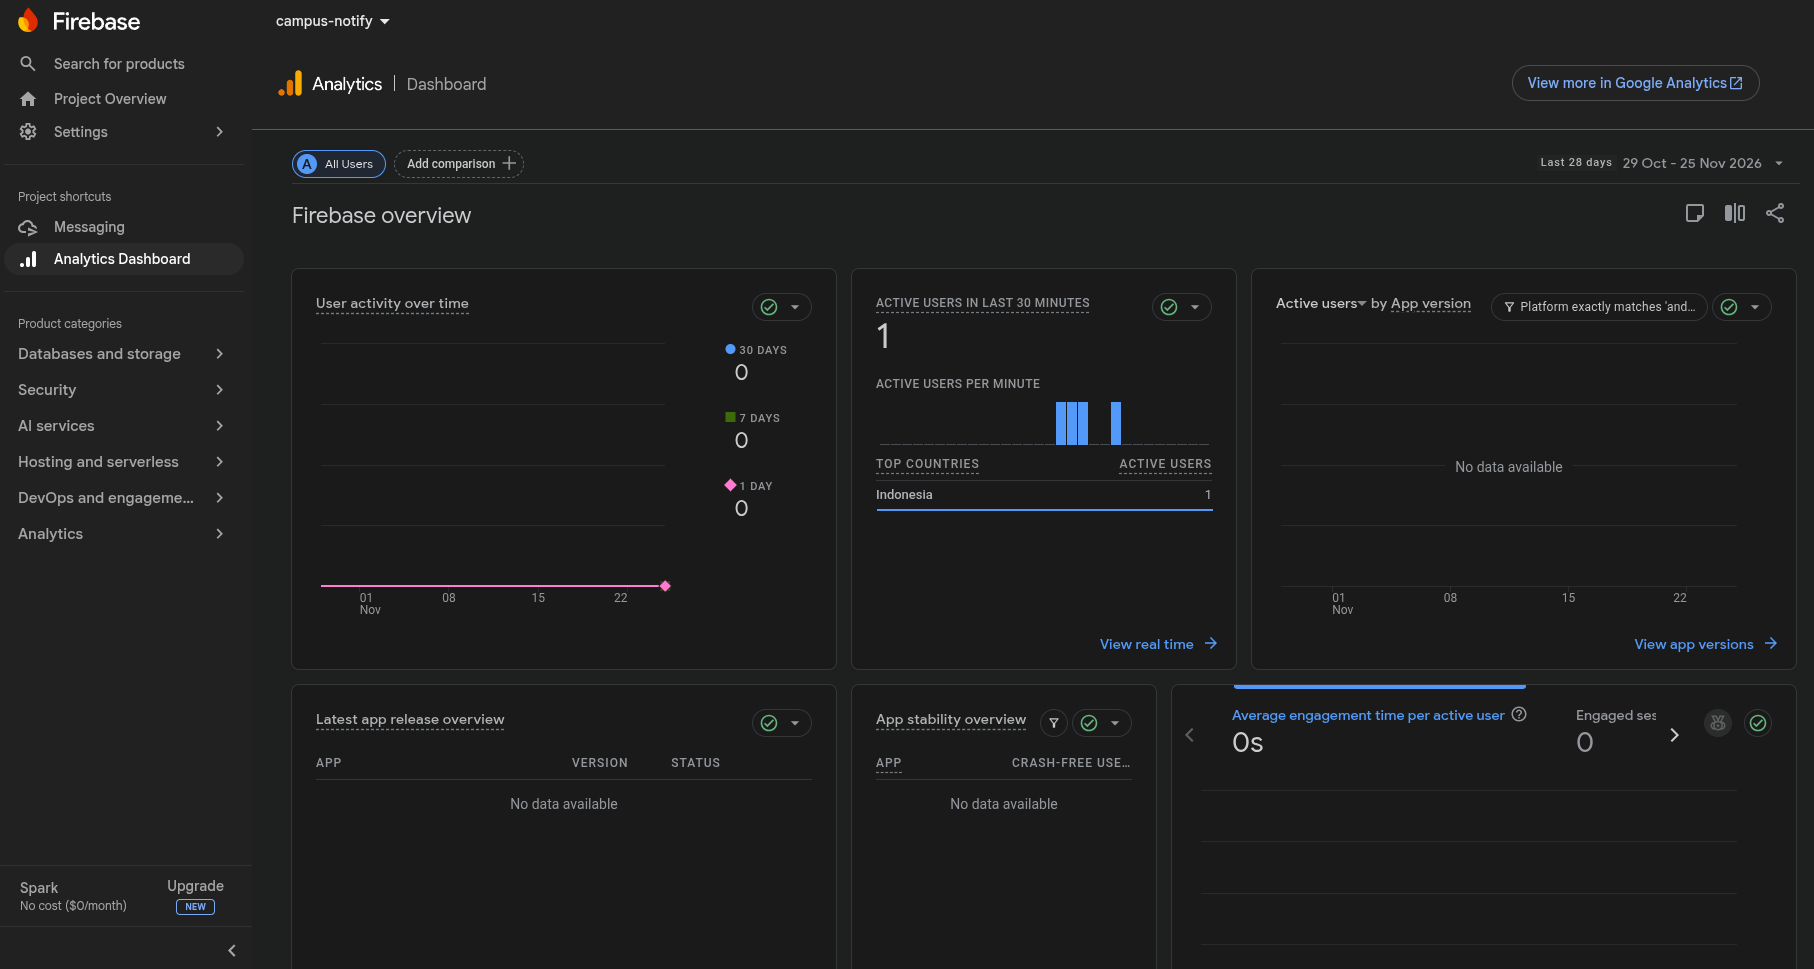 Firebase
campus-notify
Search for products
Project Overview
Settings
Project shortcuts
Messaging
Analytics Dashboard
Product categories
Databases and storage
Security
AI services
Hosting and serverless
DevOps and engageme...
Analytics
Spark
No cost ($0/month)
Upgrade
NEW
Analytics | Dashboard
View more in Google Analytics
A All Users
Add comparison
Last 28 days 29 Oct - 25 Nov 2026
Firebase overview
User activity over time
30 DAYS
0
7 DAYS
0
1 DAY
0
01 08 15 22
Nov
ACTIVE USERS IN LAST 30 MINUTES
1
ACTIVE USERS PER MINUTE
TOP COUNTRIES ACTIVE USERS
Indonesia 1
View real time
Active users by App version
Platform exactly matches 'and...
No data available
01 08 15 22
Nov
View app versions
Latest app release overview
APP VERSION STATUS
No data available
App stability overview
APP CRASH-FREE USE...
No data available
Average engagement time per active user
0s
Engaged ses
0